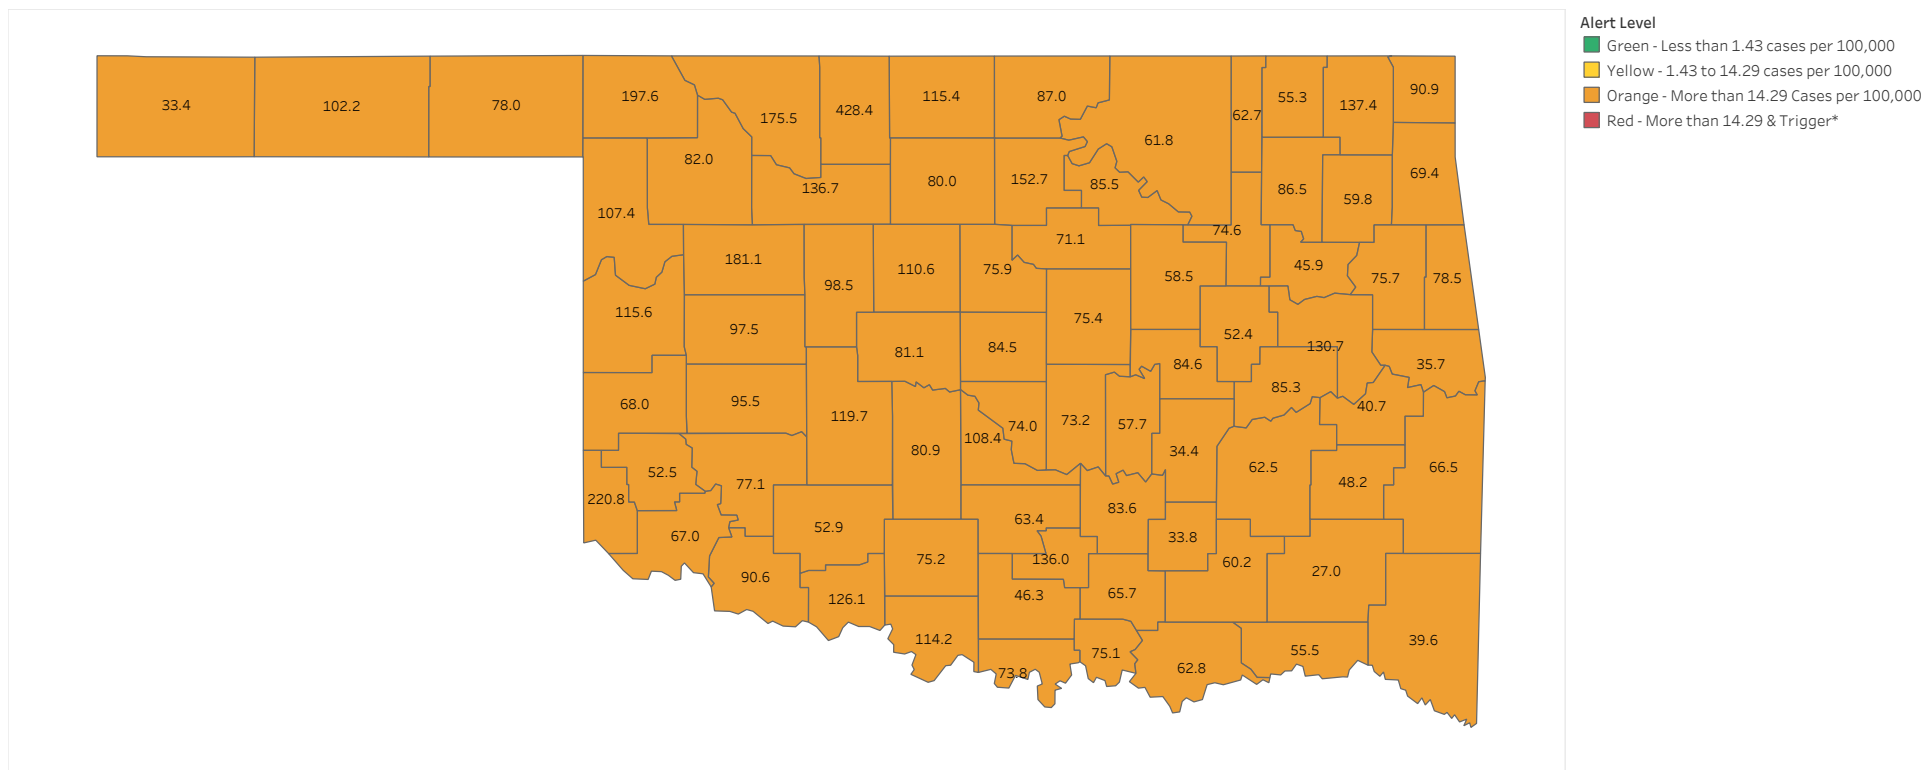 Alert Level
Green - Less than 1.43 cases per 100,000
Yellow - 1.43 to 14.29 cases per 100,000
Orange - More than 14.29 Cases per 100,000
Red - More than 14.29 & Trigger*
33.4 102.2 78.0 197.6 175.5 428.4 115.4 87.0 61.8 62.7 55.3 137.4 90.9
82.0 136.7 80.0 152.7 85.5 86.5 59.8 69.4
107.4 71.1 74.6
181.1 98.5 110.6 75.9 58.5 45.9 75.7 78.5
115.6 97.5 75.4 52.4
81.1 84.5 84.6 130.7 35.7
68.0 95.5 119.7 85.3 40.7
80.9 108.4 74.0 73.2 57.7 34.4
52.5 77.1 62.5 48.2 66.5
220.8 67.0 52.9 63.4 83.6 33.8
90.6 75.2 136.0 60.2 27.0
126.1 46.3 65.7
114.2 73.8 75.1 62.8 55.5 39.6